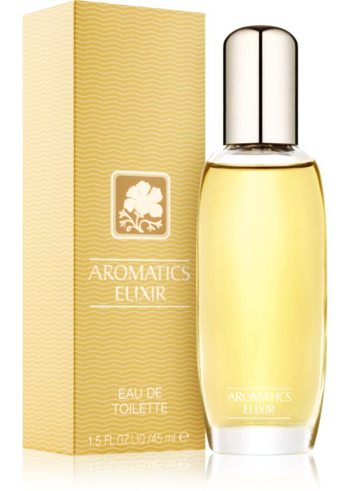 AROMATICS
ELIXIR
EAU DE
TOILETTE
1.5 FL OZ LIQ / 45 ml ℮
AROMATICS
ELIXIR